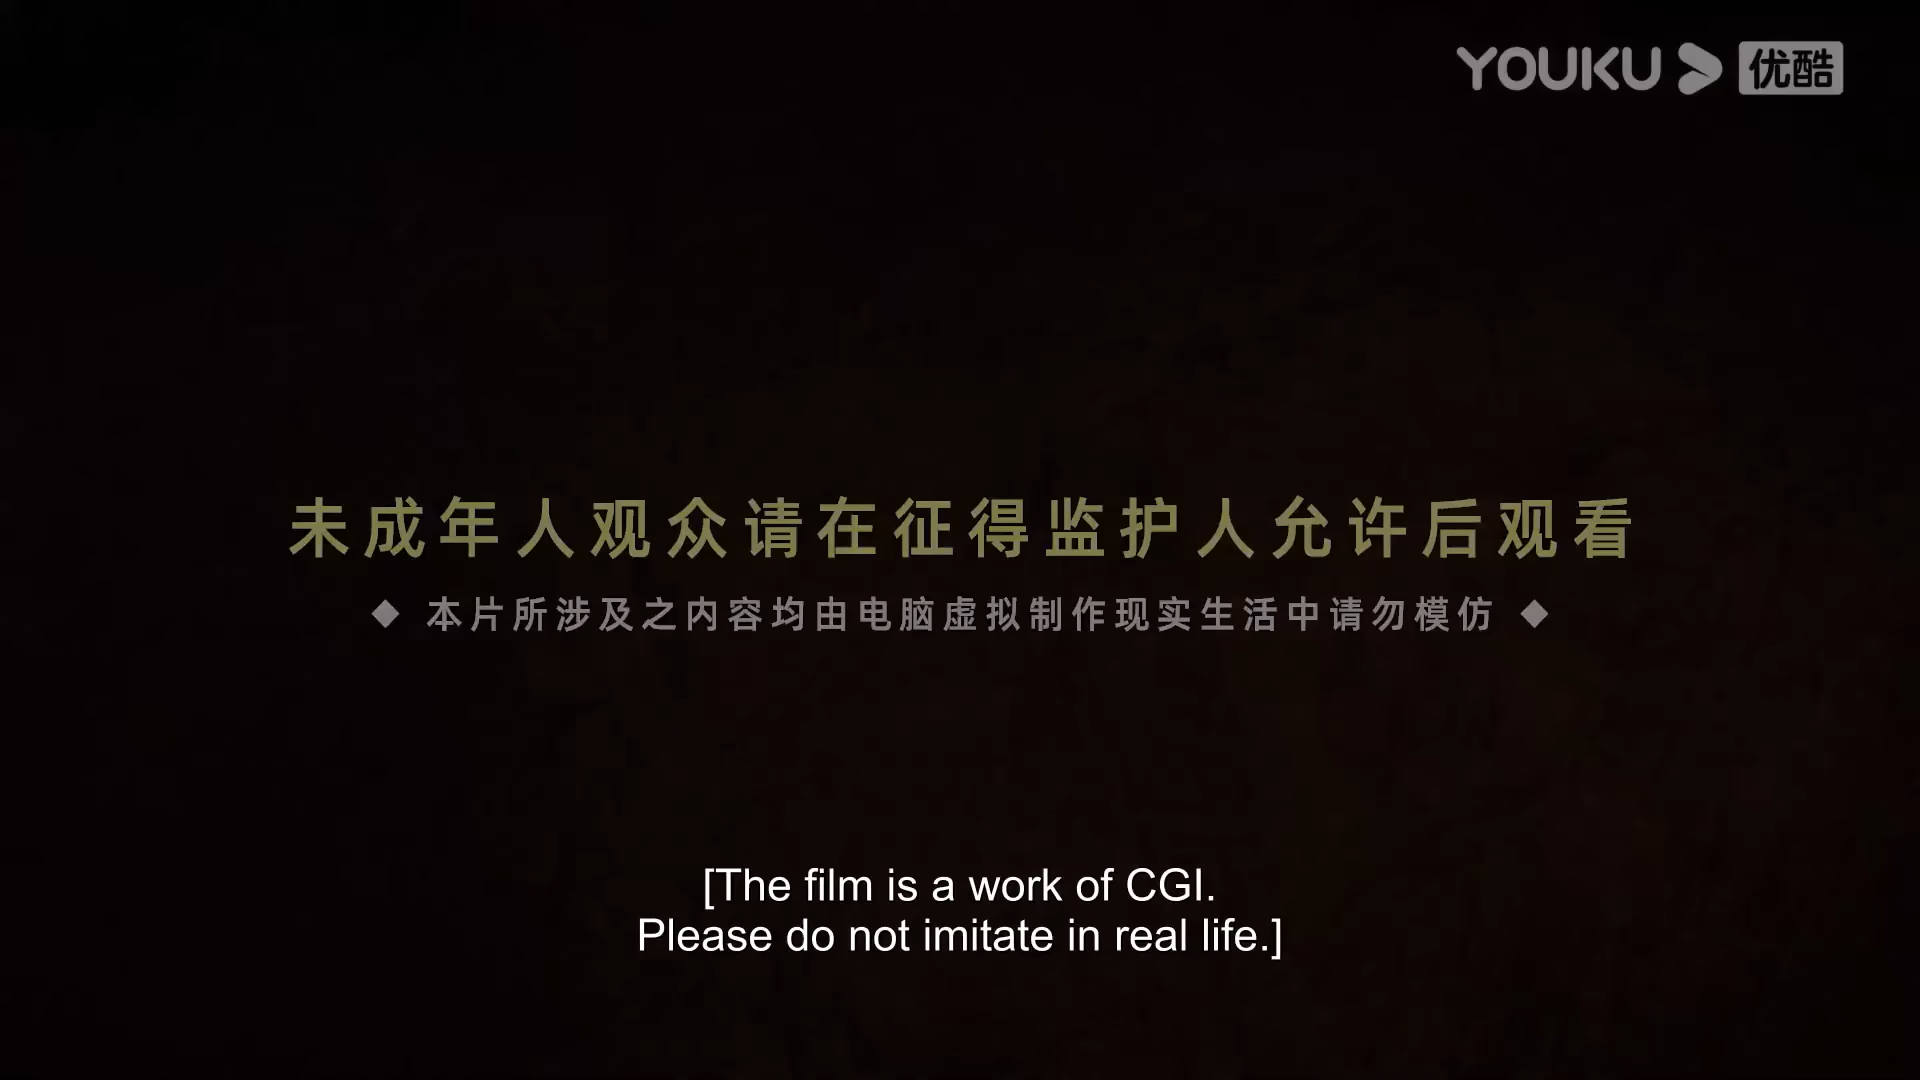 YOUKU 优酷
未成年人观众请在征得监护人允许后观看
◆ 本片所涉及之内容均由电脑虚拟制作现实生活中请勿模仿 ◆
[The film is a work of CGI.
Please do not imitate in real life.]